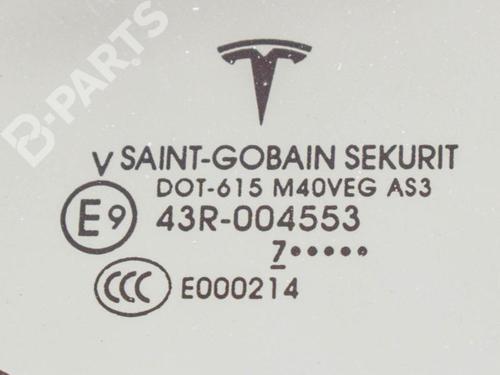 B-PARTS
V SAINT-GOBAIN SEKURIT
DOT-615 M40VEG AS3
E9 43R-004553
7•••••
CCC E000214